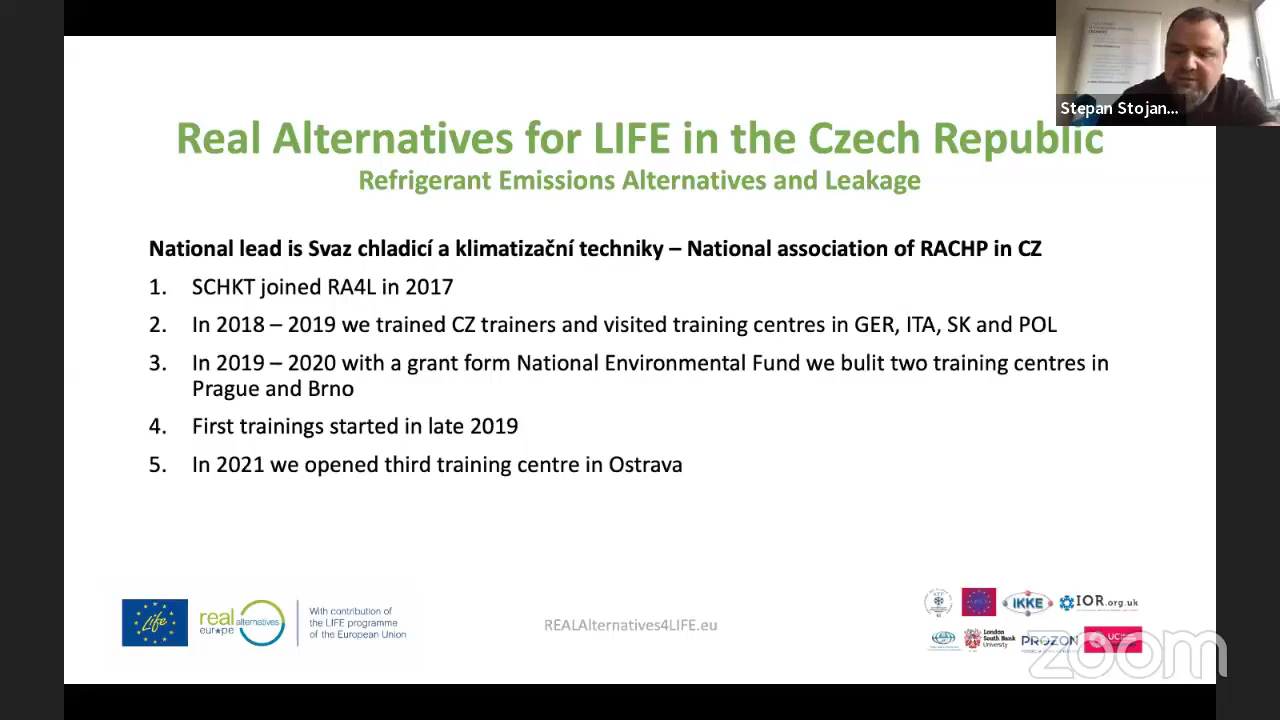 Stepan Stojan...
Real Alternatives for LIFE in the Czech Republic
Refrigerant Emissions Alternatives and Leakage
National lead is Svaz chladicí a klimatizační techniky – National association of RACHP in CZ
1. SCHKT joined RA4L in 2017
2. In 2018 – 2019 we trained CZ trainers and visited training centres in GER, ITA, SK and POL
3. In 2019 – 2020 with a grant form National Environmental Fund we bulit two training centres in
Prague and Brno
4. First trainings started in late 2019
5. In 2021 we opened third training centre in Ostrava
Life
real
alternatives
europe
With contribution of
the LIFE programme
of the European Union
REALAlternatives4LIFE.eu
IKKE
IOR.org.uk
London
South Bank
University
PROZON
UC
zoom